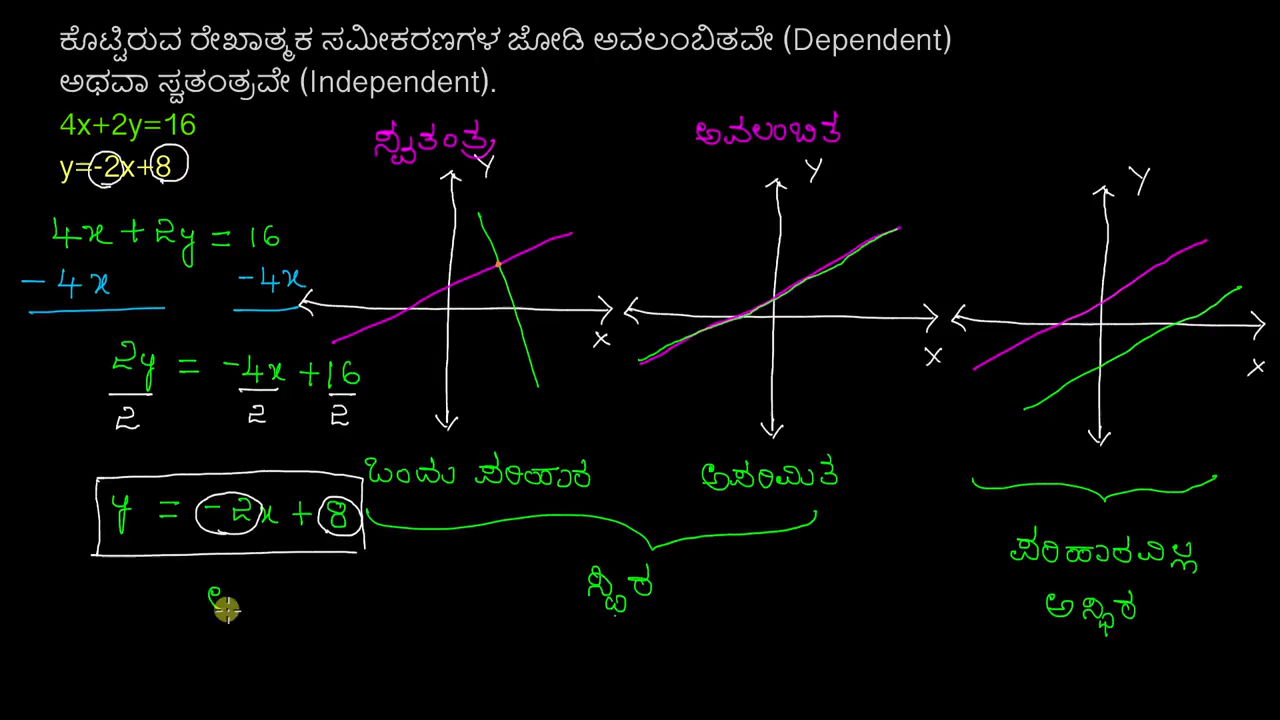 ಕೊಟ್ಟಿರುವ ರೇಖಾತ್ಮಕ ಸಮೀಕರಣಗಳ ಜೋಡಿ ಅವಲಂಬಿತವೇ (Dependent)
ಅಥವಾ ಸ್ವತಂತ್ರವೇ (Independent).
4x+2y=16
y=-2x+8
ಸ್ವತಂತ್ರ
ಅವಲಂಬಿತ
y
y
y
4x + 2y = 16
- 4x -4x
x
x
x
2y = -4x + 16
2 2 2
ಒಂದು ಪರಿಹಾರ
ಅಪರಿಮಿತ
y = -2x + 8
ಸ್ಥಿರ
ಪರಿಹಾರವಿಲ್ಲ
ಅಸ್ಥಿರ